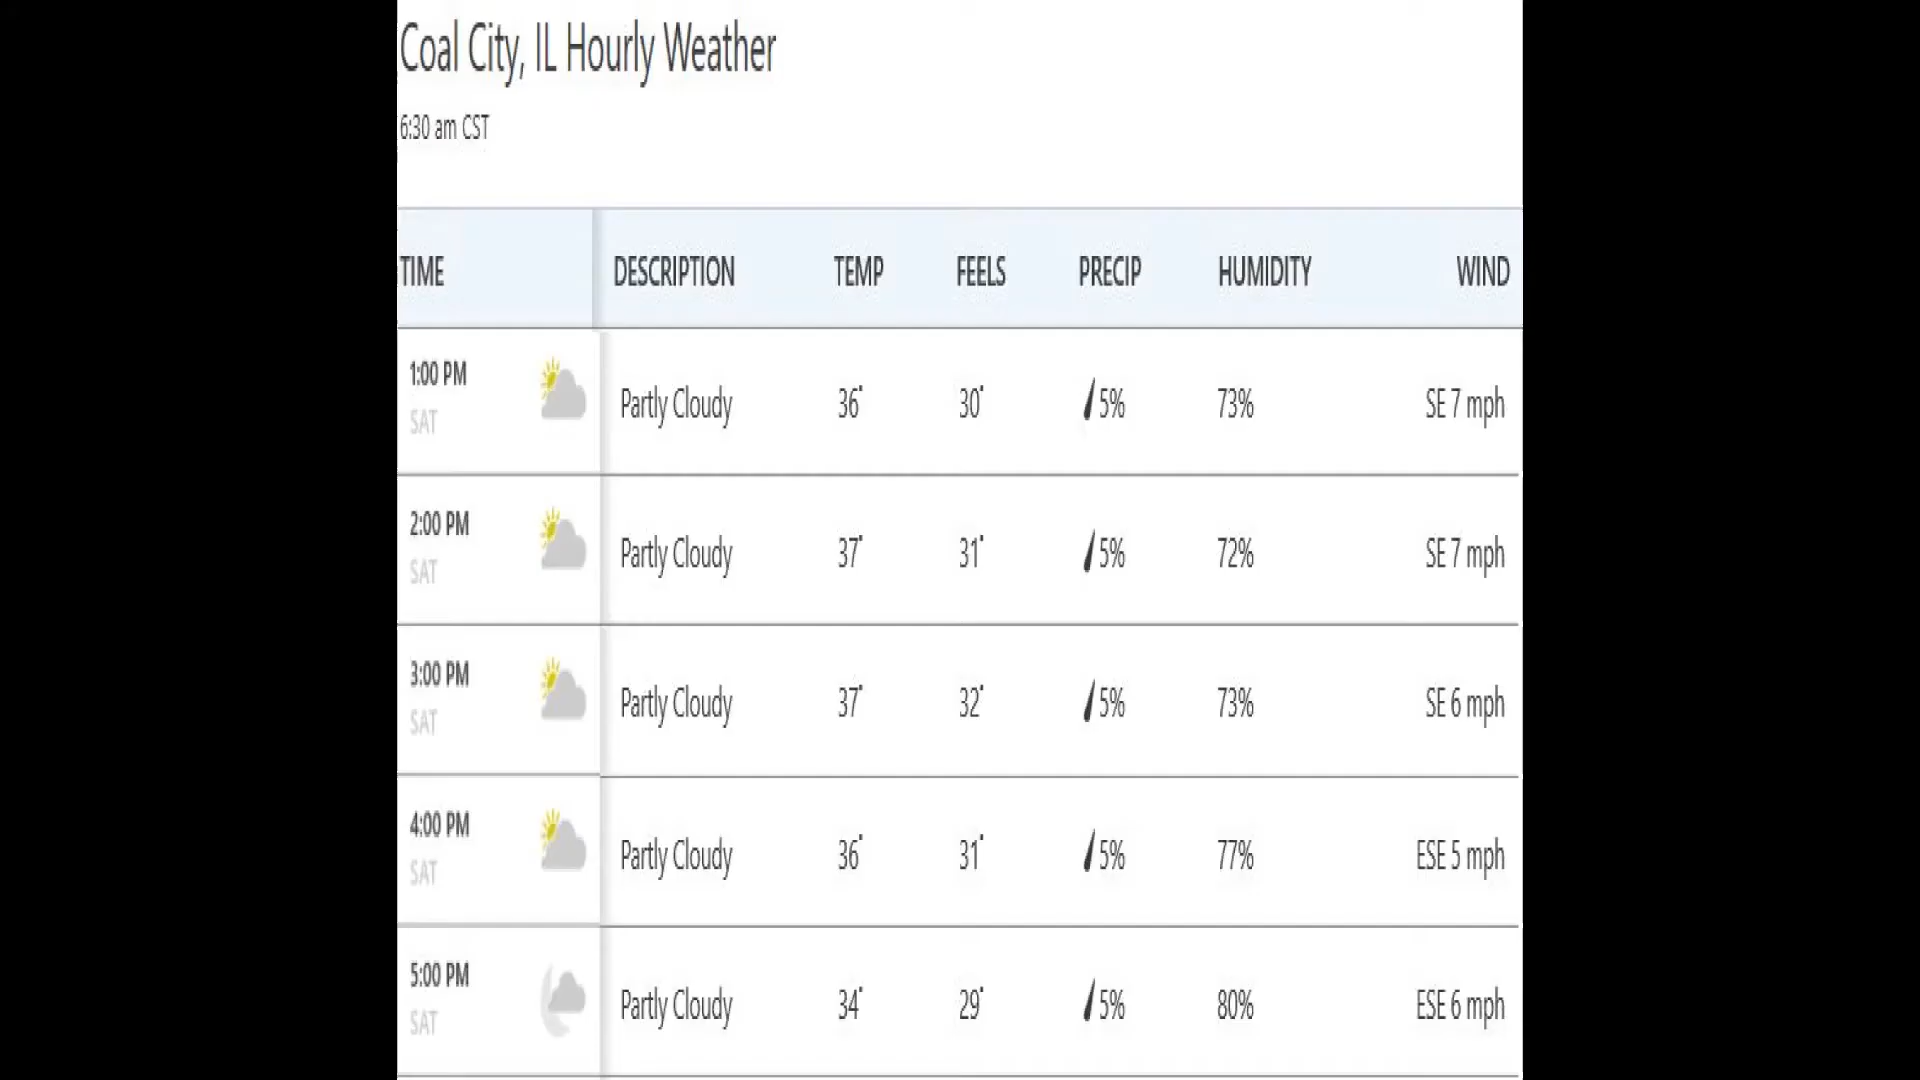 Coal City, IL Hourly Weather
6:30 am CST
TIME DESCRIPTION TEMP FEELS PRECIP HUMIDITY WIND
1:00 PM
SAT
Partly Cloudy 36° 30° 5% 73% SE 7 mph
2:00 PM
SAT
Partly Cloudy 37° 31° 5% 72% SE 7 mph
3:00 PM
SAT
Partly Cloudy 37° 32° 5% 73% SE 6 mph
4:00 PM
SAT
Partly Cloudy 36° 31° 5% 77% ESE 5 mph
5:00 PM
SAT
Partly Cloudy 34° 29° 5% 80% ESE 6 mph